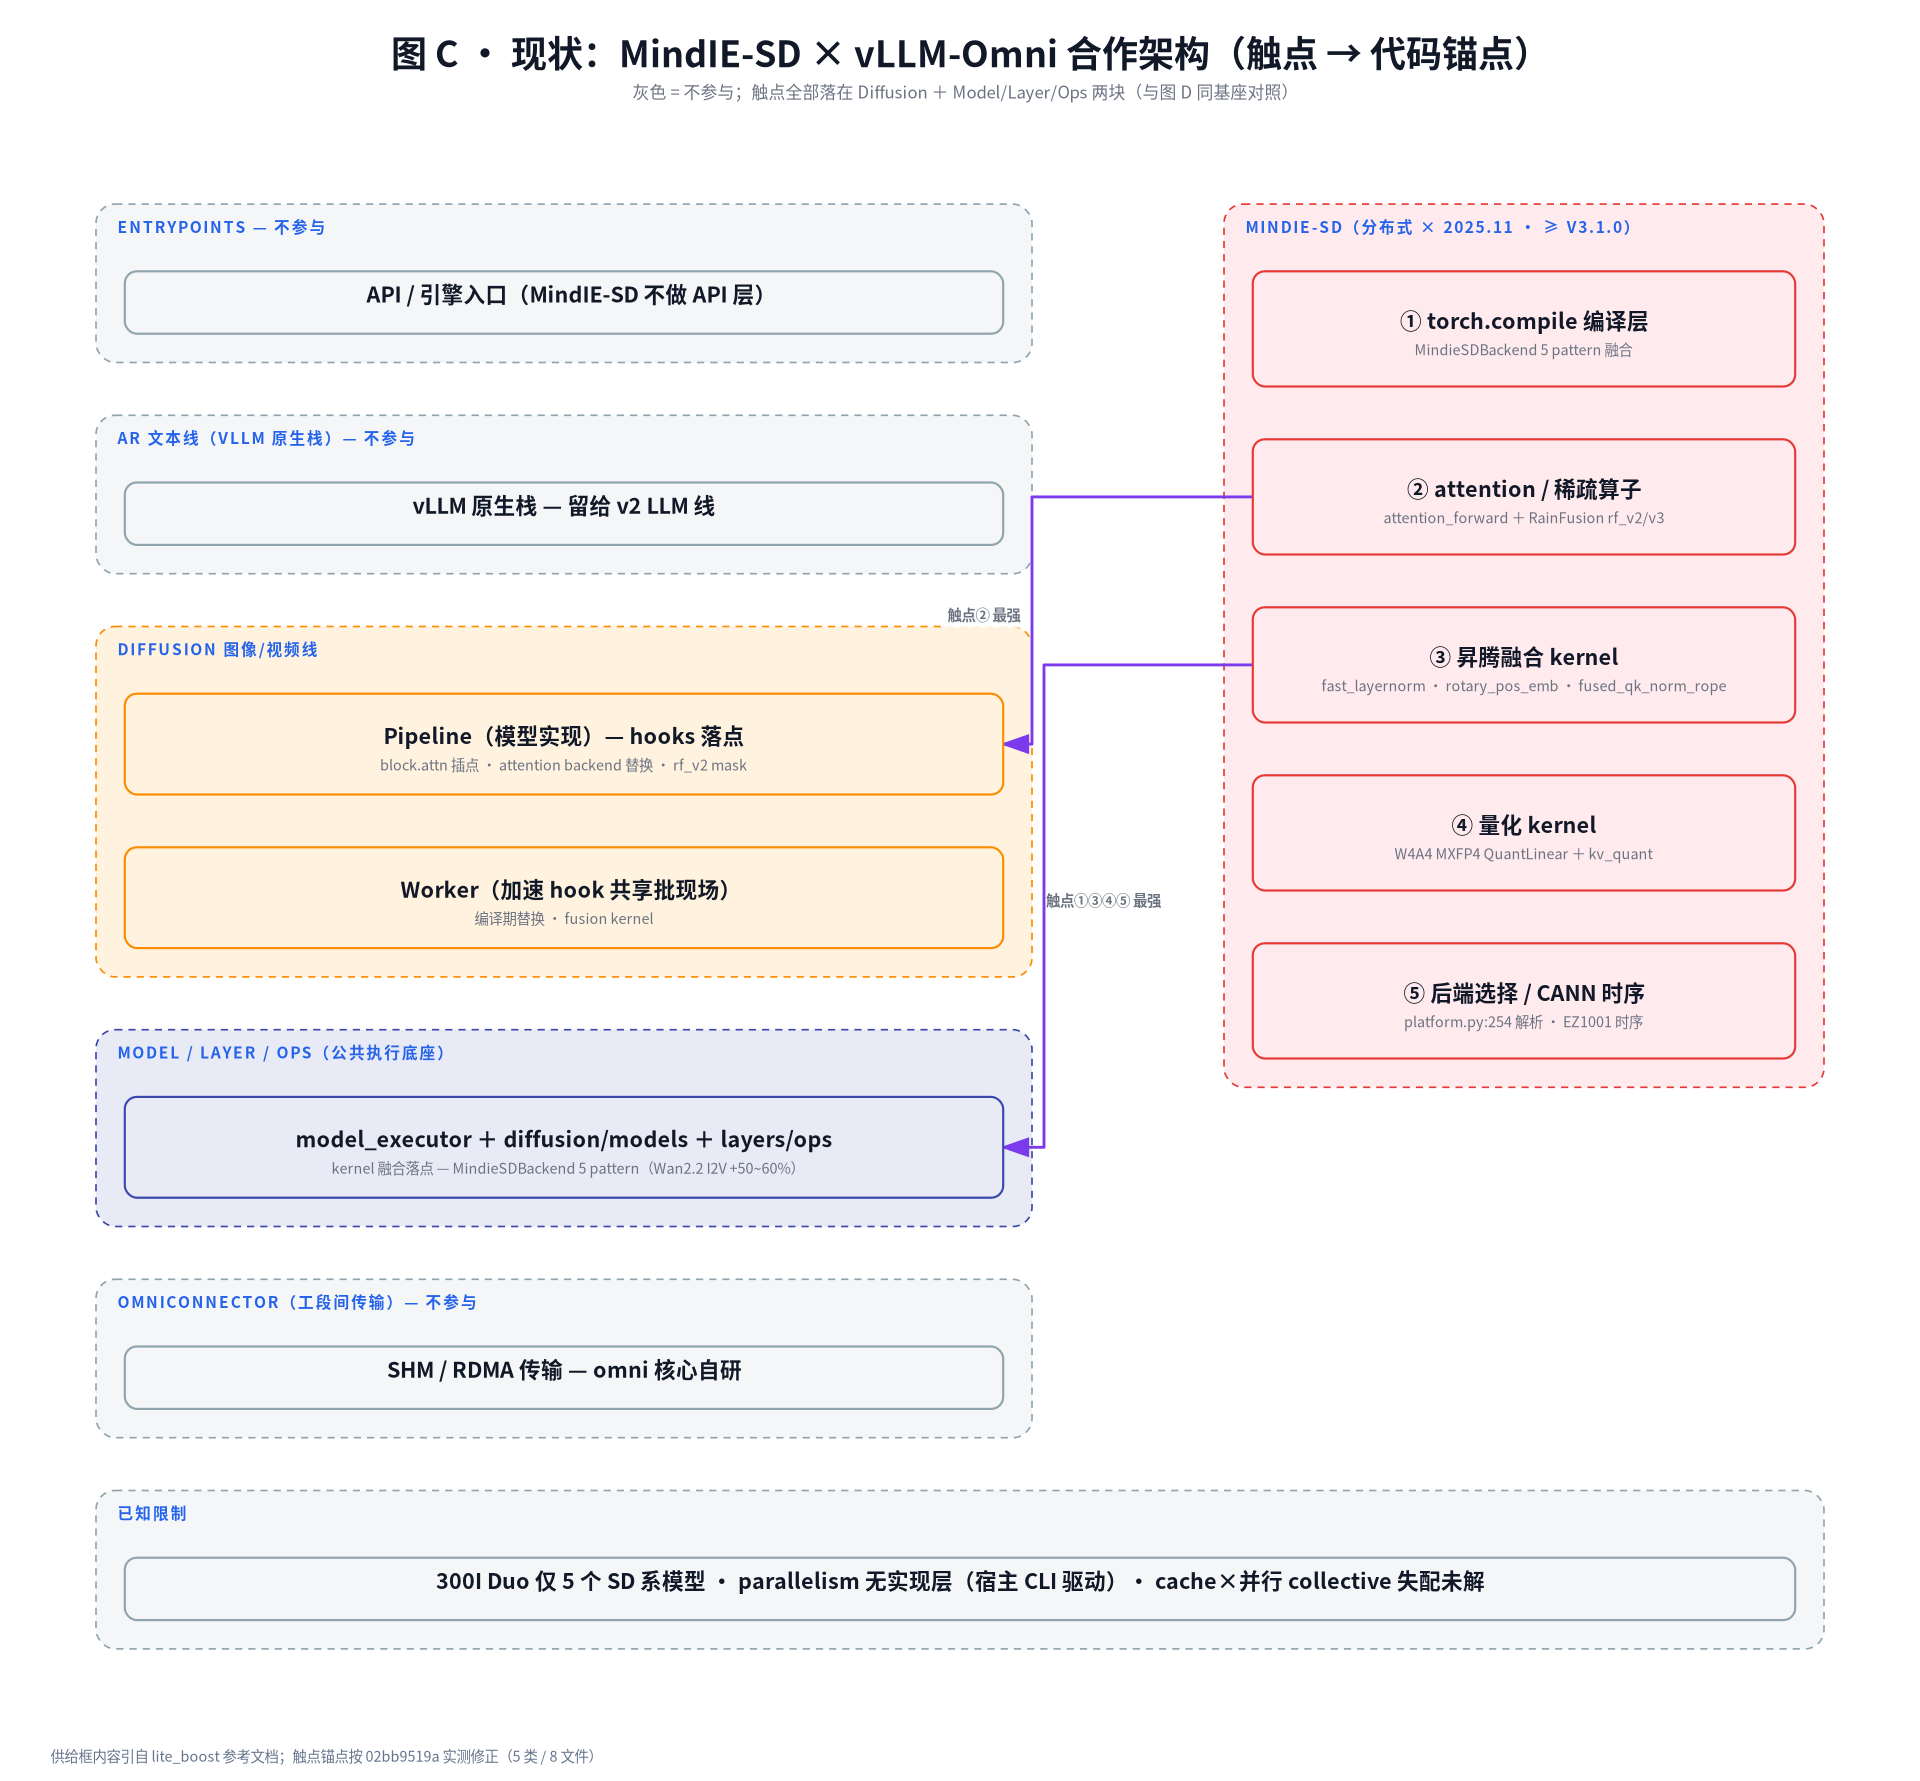 图 C · 现状：MindIE-SD × vLLM-Omni 合作架构（触点 → 代码锚点）
灰色 = 不参与；触点全部落在 Diffusion ＋ Model/Layer/Ops 两块（与图 D 同基座对照）
ENTRYPOINTS — 不参与
API / 引擎入口（MindIE-SD 不做 API 层）
AR 文本线（VLLM 原生栈）— 不参与
vLLM 原生栈 — 留给 v2 LLM 线
触点② 最强
DIFFUSION 图像/视频线
Pipeline（模型实现）— hooks 落点
block.attn 插点 · attention backend 替换 · rf_v2 mask
Worker（加速 hook 共享批现场）
编译期替换 · fusion kernel
触点①③④⑤ 最强
MODEL / LAYER / OPS（公共执行底座）
model_executor ＋ diffusion/models ＋ layers/ops
kernel 融合落点 — MindieSDBackend 5 pattern（Wan2.2 I2V +50~60%）
OMNICONNECTOR（工段间传输）— 不参与
SHM / RDMA 传输 — omni 核心自研
MINDIE-SD（分布式 × 2025.11 · ≥ V3.1.0）
① torch.compile 编译层
MindieSDBackend 5 pattern 融合
② attention / 稀疏算子
attention_forward ＋ RainFusion rf_v2/v3
③ 昇腾融合 kernel
fast_layernorm · rotary_pos_emb · fused_qk_norm_rope
④ 量化 kernel
W4A4 MXFP4 QuantLinear ＋ kv_quant
⑤ 后端选择 / CANN 时序
platform.py:254 解析 · EZ1001 时序
已知限制
300I Duo 仅 5 个 SD 系模型 · parallelism 无实现层（宿主 CLI 驱动）· cache×并行 collective 失配未解
供给框内容引自 lite_boost 参考文档；触点锚点按 02bb9519a 实测修正（5 类 / 8 文件）